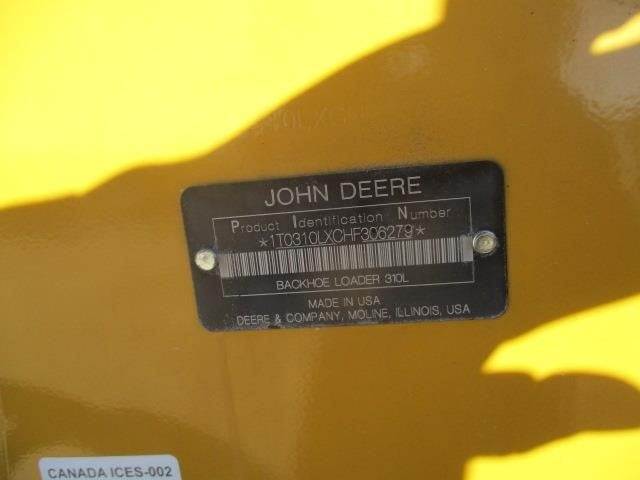 JOHN DEERE
Product Identification Number
*1T0310LXCHF306279*
BACKHOE LOADER 310L
MADE IN USA
DEERE & COMPANY, MOLINE, ILLINOIS, USA
CANADA ICES-002